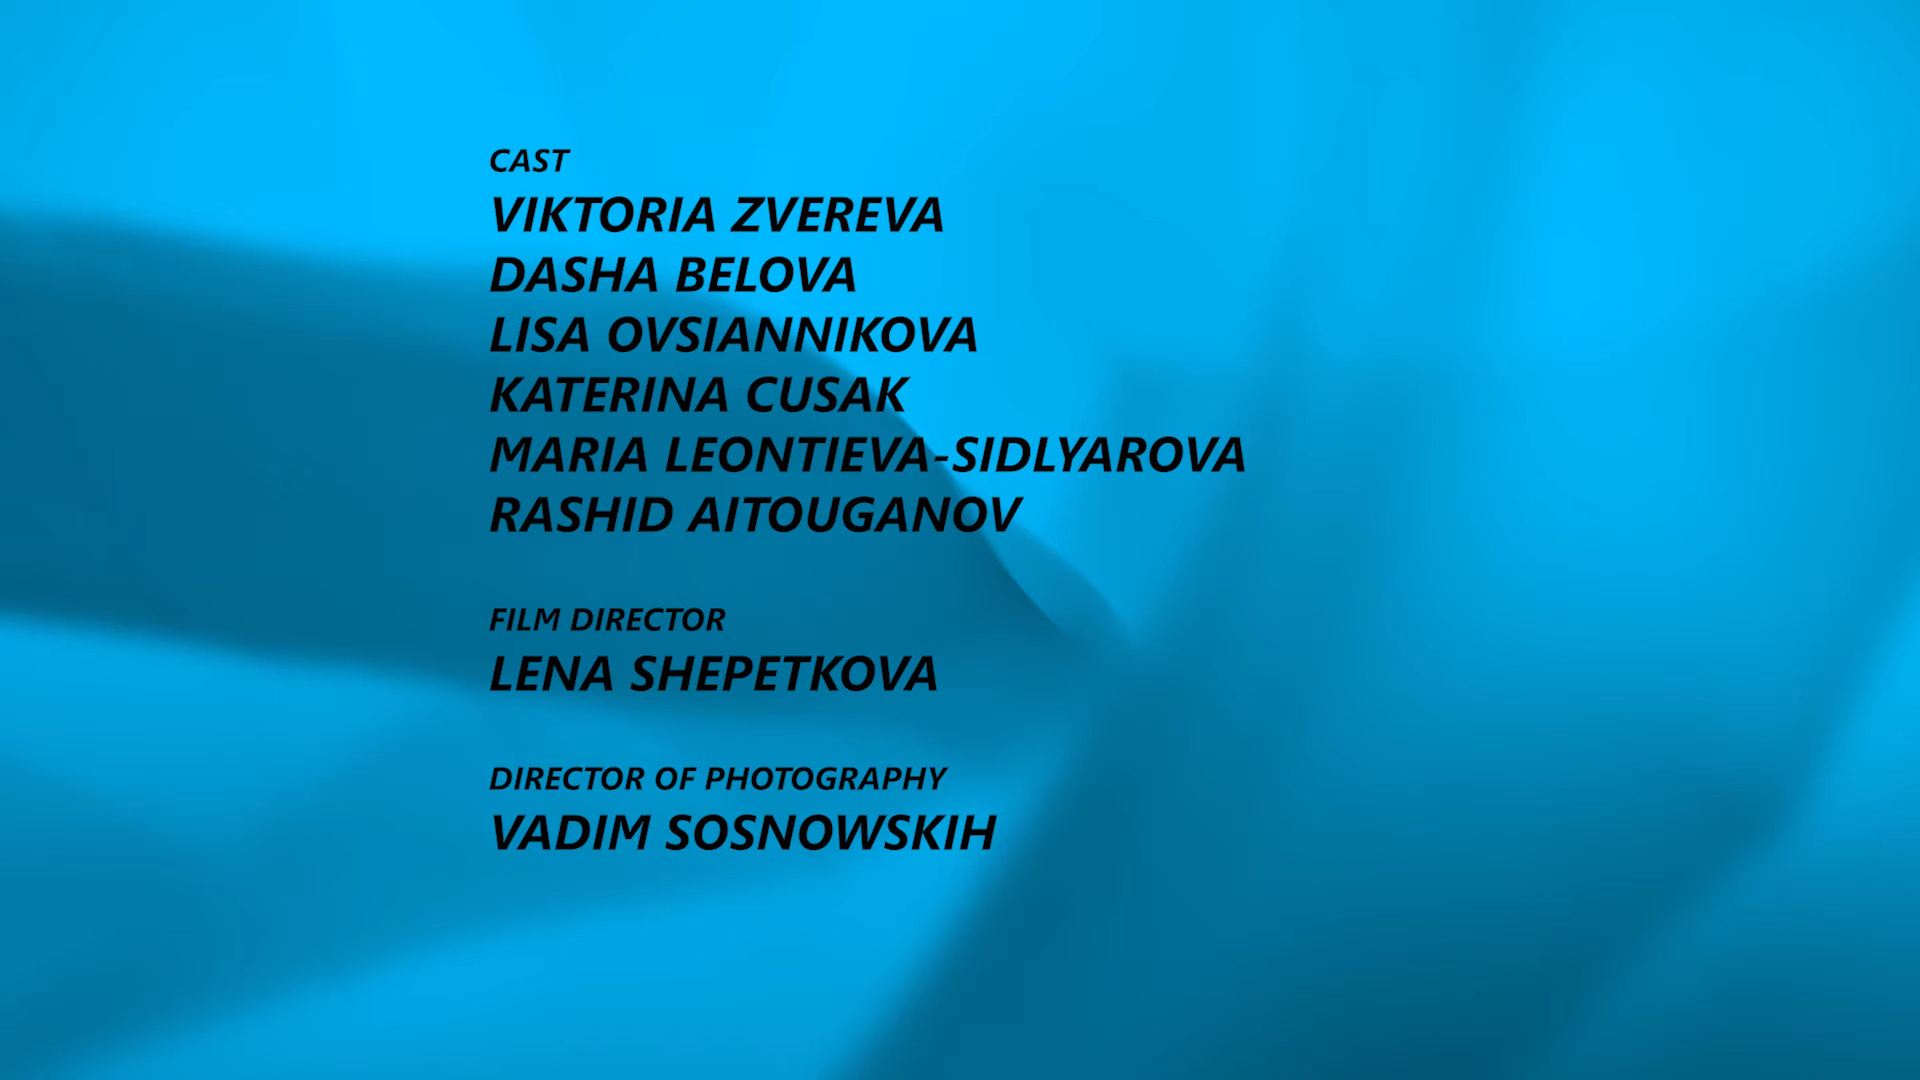 CAST
VIKTORIA ZVEREVA
DASHA BELOVA
LISA OVSIANNIKOVA
KATERINA CUSAK
MARIA LEONTIEVA-SIDLYAROVA
RASHID AITOUGANOV
FILM DIRECTOR
LENA SHEPETKOVA
DIRECTOR OF PHOTOGRAPHY
VADIM SOSNOWSKIH